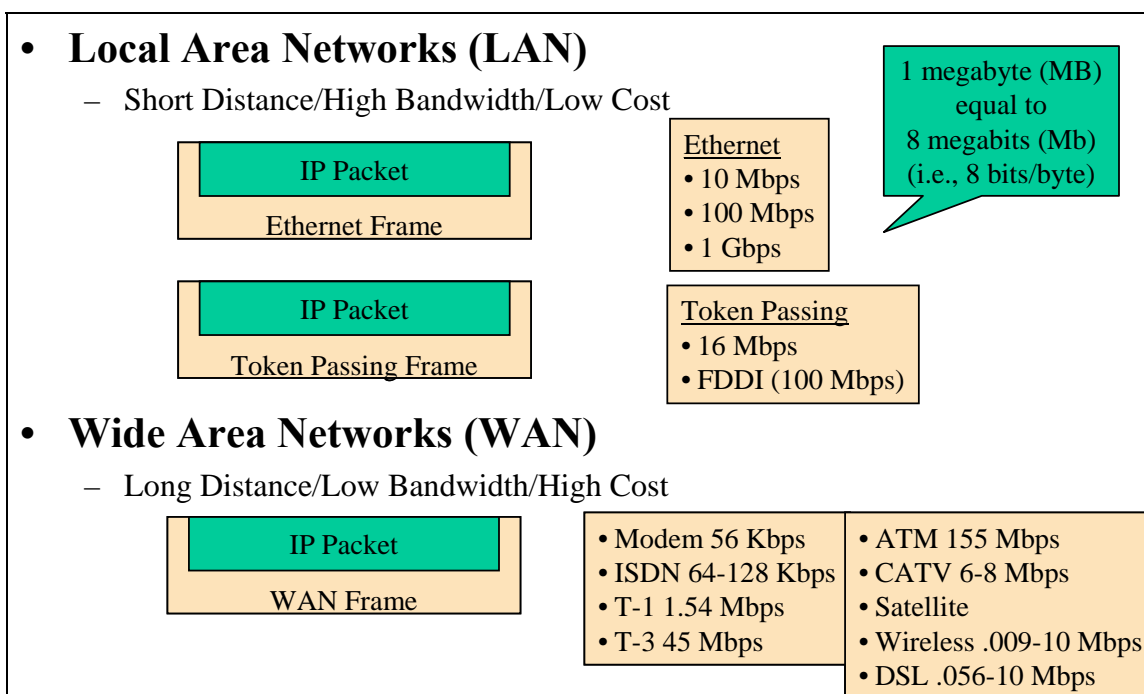 • Local Area Networks (LAN)
– Short Distance/High Bandwidth/Low Cost
1 megabyte (MB)
equal to
8 megabits (Mb)
(i.e., 8 bits/byte)
IP Packet
Ethernet Frame
Ethernet
• 10 Mbps
• 100 Mbps
• 1 Gbps
IP Packet
Token Passing Frame
Token Passing
• 16 Mbps
• FDDI (100 Mbps)
• Wide Area Networks (WAN)
– Long Distance/Low Bandwidth/High Cost
IP Packet
WAN Frame
• Modem 56 Kbps
• ISDN 64-128 Kbps
• T-1 1.54 Mbps
• T-3 45 Mbps
• ATM 155 Mbps
• CATV 6-8 Mbps
• Satellite
• Wireless .009-10 Mbps
• DSL .056-10 Mbps